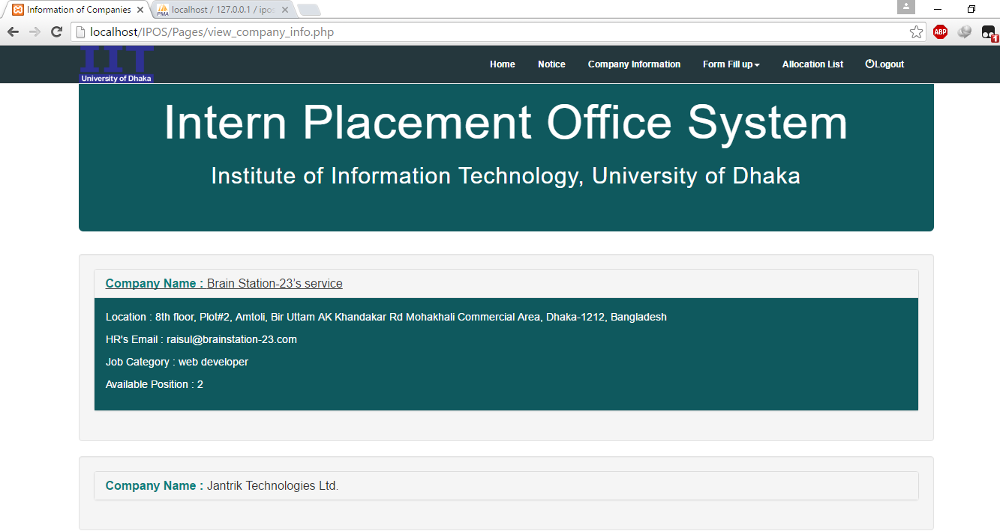 Information of Companies
localhost / 127.0.0.1 / ipos
PMA
localhost/IPOS/Pages/view_company_info.php
ABP
1
IIT
University of Dhaka
Home Notice Company Information Form Fill up Allocation List Logout
Intern Placement Office System
Institute of Information Technology, University of Dhaka
Company Name : Brain Station-23's service
Location : 8th floor, Plot#2, Amtoli, Bir Uttam AK Khandakar Rd Mohakhali Commercial Area, Dhaka-1212, Bangladesh
HR's Email : raisul@brainstation-23.com
Job Category : web developer
Available Position : 2
Company Name : Jantrik Technologies Ltd.